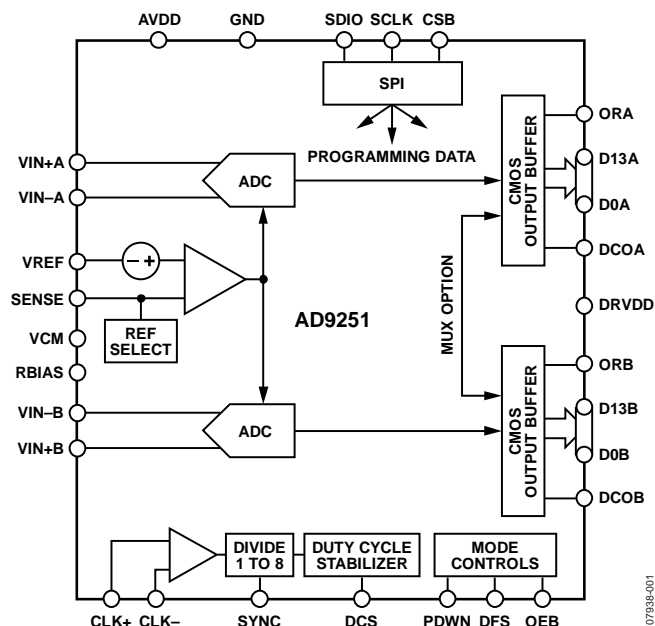 AVDD GND SDIO SCLK CSB
SPI
PROGRAMMING DATA
VIN+A
VIN–A
ADC
VREF
– +
SENSE
REF
SELECT
VCM
RBIAS
AD9251
VIN–B
VIN+B
ADC
MUX OPTION
CMOS
OUTPUT BUFFER
ORA
D13A
D0A
DCOA
DRVDD
CMOS
OUTPUT BUFFER
ORB
D13B
D0B
DCOB
DIVIDE
1 TO 8
DUTY CYCLE
STABILIZER
MODE
CONTROLS
CLK+ CLK– SYNC DCS PDWN DFS OEB
07938-001